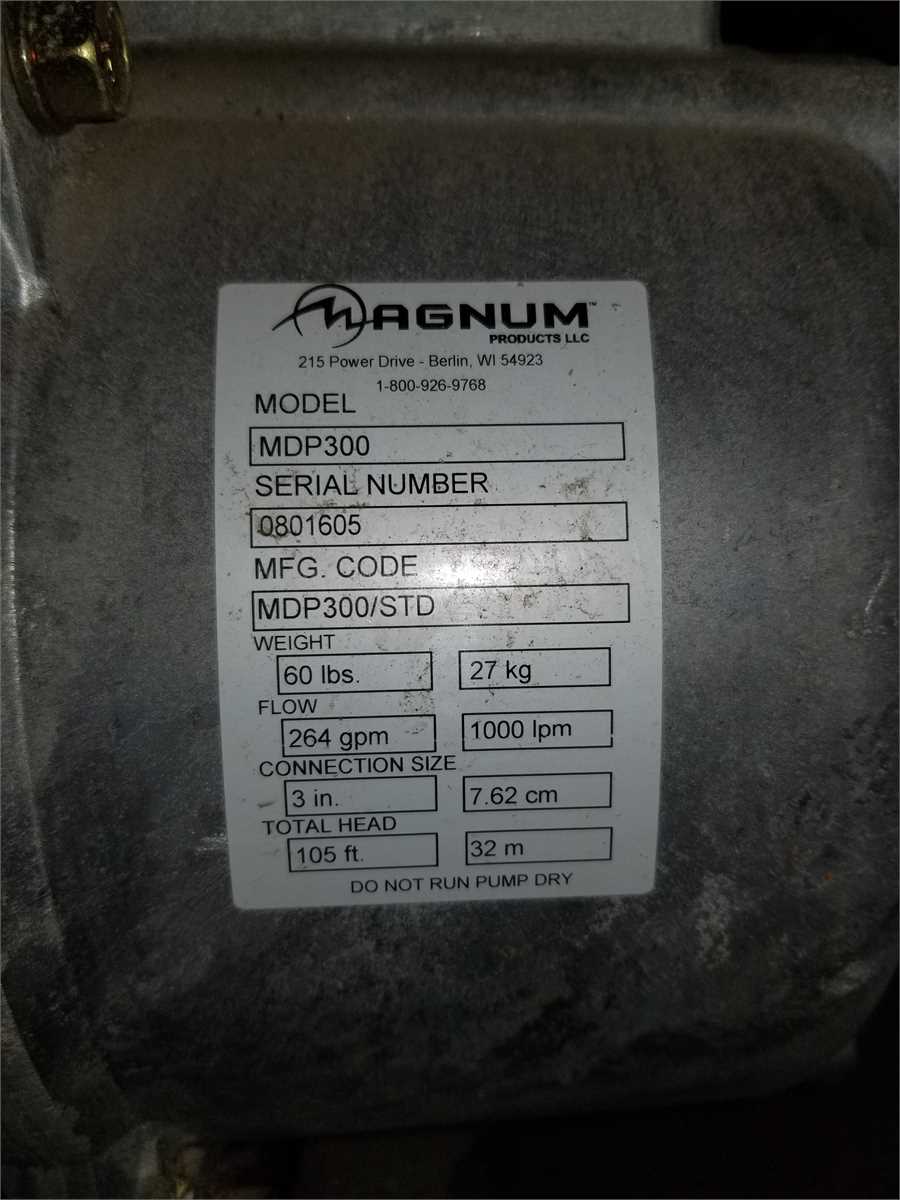 MAGNUM™
PRODUCTS LLC
215 Power Drive - Berlin, WI 54923
1-800-926-9768
MODEL
MDP300
SERIAL NUMBER
0801605
MFG. CODE
MDP300/STD
WEIGHT
60 lbs. 27 kg
FLOW
264 gpm 1000 lpm
CONNECTION SIZE
3 in. 7.62 cm
TOTAL HEAD
105 ft. 32 m
DO NOT RUN PUMP DRY